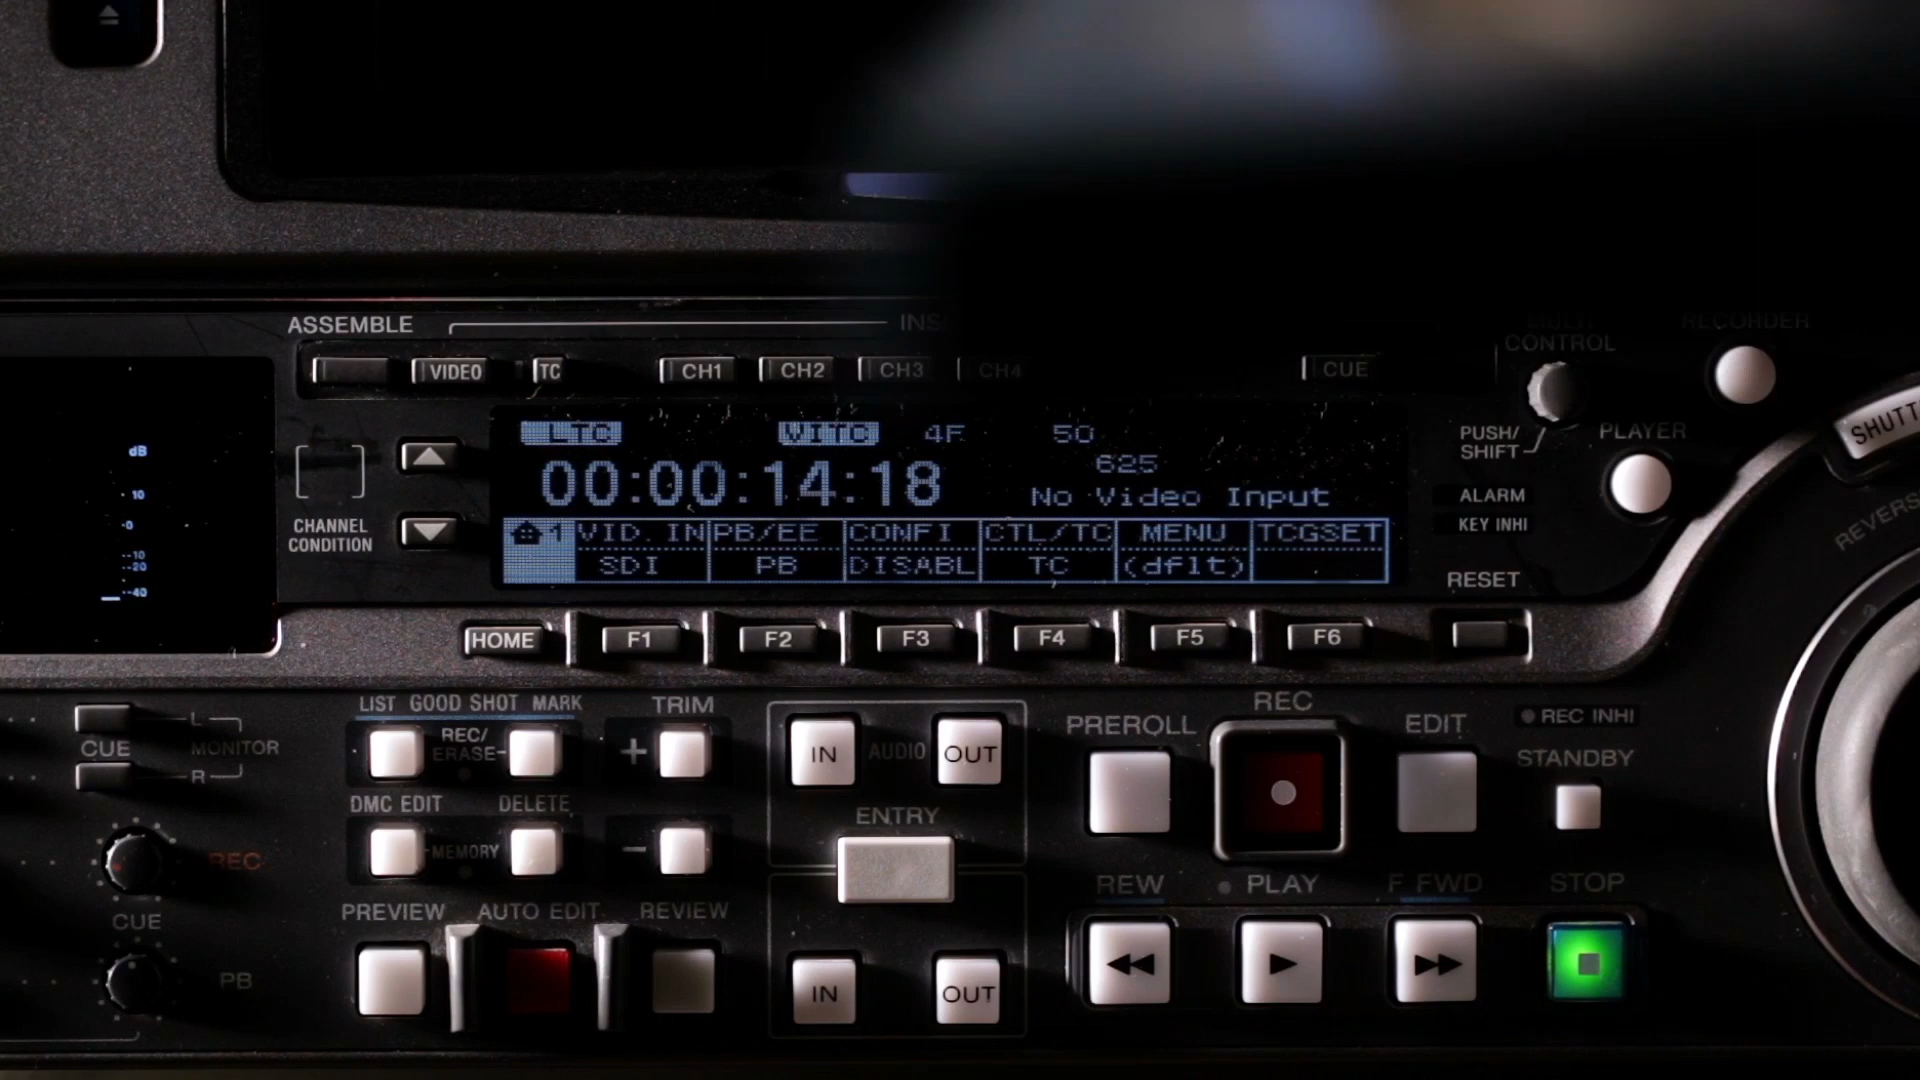 ASSEMBLE
VIDEO TC CH1 CH2 CH3 CH4 CUE
CONTROL
RECORDER
PUSH/
SHIFT
PLAYER
SHUTT
REVERS
ALARM
KEY INHI
RESET
dB
10
-0
--10
--20
--40
CHANNEL
CONDITION
LTC VITC 4F 50
625
00:00:14:18 No Video Input
1 VID. IN PB/EE CONFI CTL/TC MENU TCGSET
SDI PB DISABL TC (dflt)
HOME F1 F2 F3 F4 F5 F6
L
CUE MONITOR
R
REC
CUE
PB
LIST GOOD SHOT MARK TRIM
REC/
ERASE
+
DMC EDIT DELETE
MEMORY
-
PREVIEW AUTO EDIT REVIEW
IN AUDIO OUT
ENTRY
IN OUT
PREROLL REC EDIT REC INHI
STANDBY
REW PLAY F FWD STOP